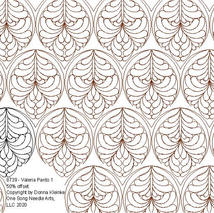 8739 - Valeria Panto 1
50% offset
Copyright by Donna Kleinke
One Song Needle Arts,
LLC 2020